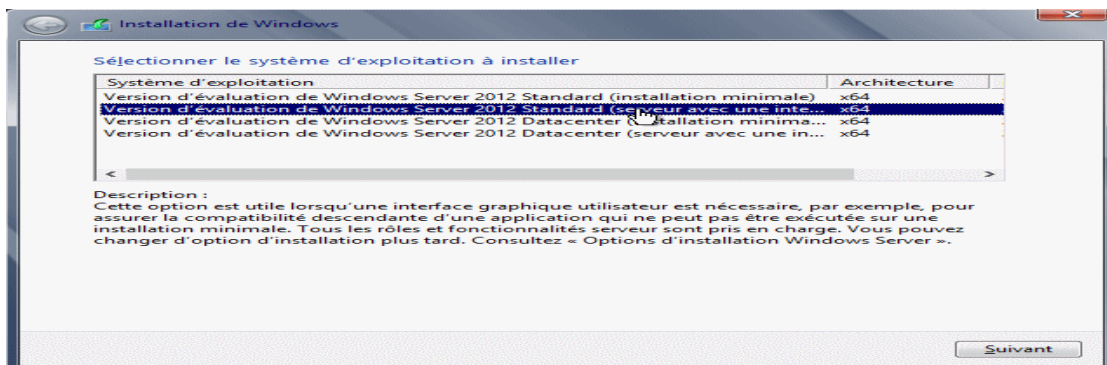 Installation de Windows
Sélectionner le système d'exploitation à installer
Système d'exploitation Architecture
Version d'évaluation de Windows Server 2012 Standard (installation minimale) x64
Version d'évaluation de Windows Server 2012 Standard (serveur avec une inte... x64
Version d'évaluation de Windows Server 2012 Datacenter (installation minima... x64
Version d'évaluation de Windows Server 2012 Datacenter (serveur avec une in... x64
Description :
Cette option est utile lorsqu'une interface graphique utilisateur est nécessaire, par exemple, pour
assurer la compatibilité descendante d'une application qui ne peut pas être exécutée sur une
installation minimale. Tous les rôles et fonctionnalités serveur sont pris en charge. Vous pouvez
changer d'option d'installation plus tard. Consultez « Options d'installation Windows Server ».
Suivant